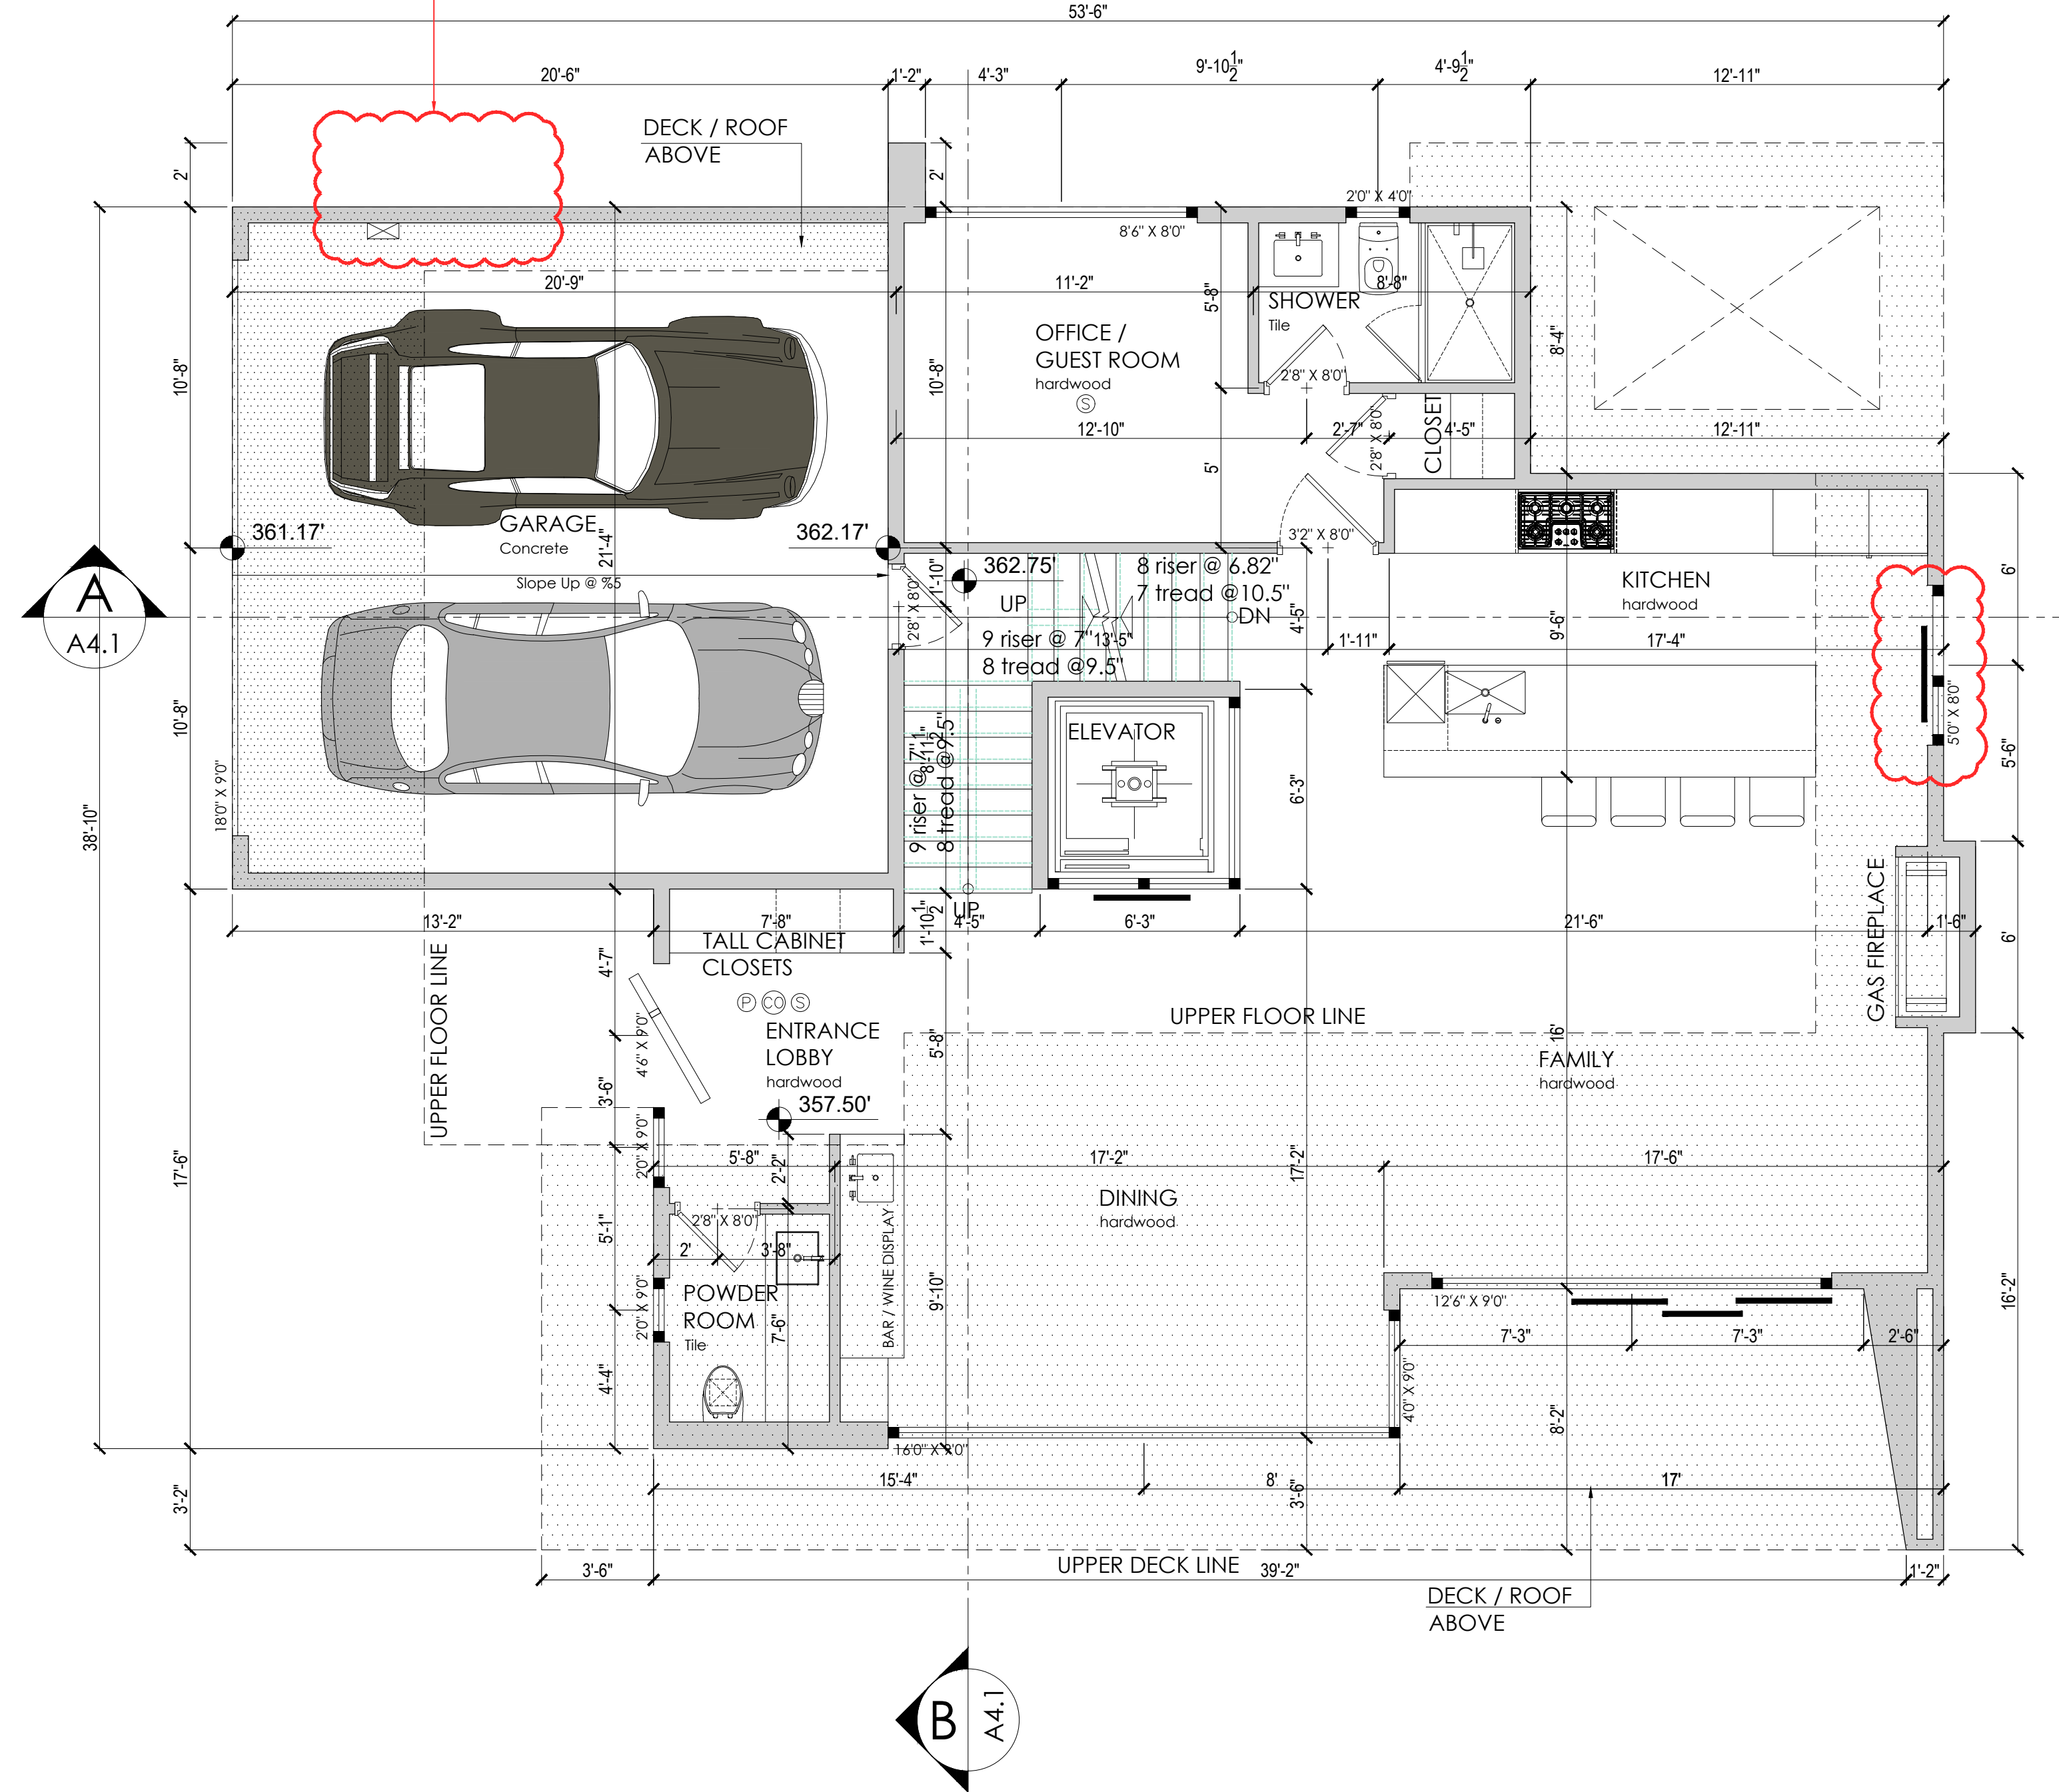 53'-6"
20'-6"
1'-2"
4'-3"
9'-10 1/2
4'-9 1/2"
12'-11"
DECK / ROOF
ABOVE
2'
2'
2'0" X 4'0"
8'6" X 8'0"
20'-9"
11'-2"
5'-8"
8'-8"
SHOWER
Tile
OFFICE /
GUEST ROOM
hardwood
S
10'-8"
10'-8"
8'-4"
2'8" X 8'0"
12'-10"
2'-7"
2'8" X 8'0"
CLOSET
4'-5"
12'-11"
5'
361.17'
GARAGE
Concrete
21'-4"
362.17'
3'2" X 8'0"
Slope Up @ %5
362.75'
8 riser @ 6.82"
7 tread @10.5"
UP
DN
1'-10"
2'8" X 8'0"
9 riser @ 7"
13'-5"
8 tread @9.5"
4'-5"
1'-11"
KITCHEN
hardwood
17'-4"
9'-6"
6'
A
A4.1
10'-8"
18'0" X 9'0"
38'-10"
9 riser @ 7"
8'-11 1/2"
8 tread @9.5"
ELEVATOR
6'-3"
5'0" X 8'0"
5'-6"
UP
13'-2"
7'-8"
1'-10 1/2"
4'-5"
6'-3"
21'-6"
1'-6"
6'
GAS FIREPLACE
TALL CABINET
CLOSETS
4'-7"
UPPER FLOOR LINE
P CO S
ENTRANCE
LOBBY
hardwood
357.50'
4'6" X 9'0"
3'-6"
5'-8"
UPPER FLOOR LINE
16'
FAMILY
hardwood
2'0" X 9'0"
5'-8"
2'-2"
17'-2"
17'-2"
17'-6"
17'-6"
DINING
hardwood
2'8" X 8'0"
5'-1"
2'
3'-8"
BAR / WINE DISPLAY
9'-10"
POWDER
ROOM
Tile
2'0" X 9'0"
7'-6"
4'-4"
12'6" X 9'0"
7'-3"
7'-3"
2'-6"
16'-2"
4'0" X 9'0"
8'-2"
16'0" X 9'0"
15'-4"
8'
17'
3'-2"
3'-6"
3'-6"
UPPER DECK LINE
39'-2"
1'-2"
DECK / ROOF
ABOVE
B
A4.1